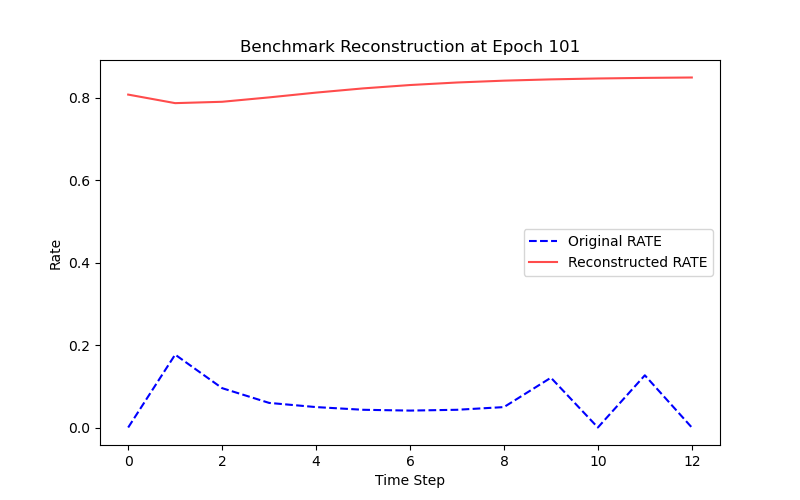 Benchmark Reconstruction at Epoch 101
Rate
0.8
0.6
0.4
0.2
0.0
Original RATE
Reconstructed RATE
0 2 4 6 8 10 12
Time Step